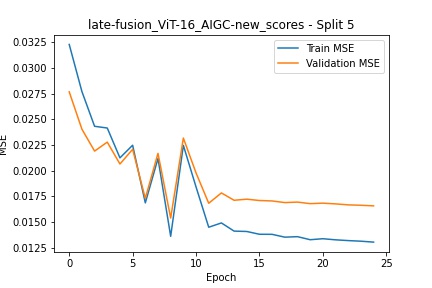 late-fusion_ViT-16_AIGC-new_scores - Split 5
Train MSE
Validation MSE
0.0325
0.0300
0.0275
0.0250
0.0225
0.0200
0.0175
0.0150
0.0125
MSE
0 5 10 15 20 25
Epoch